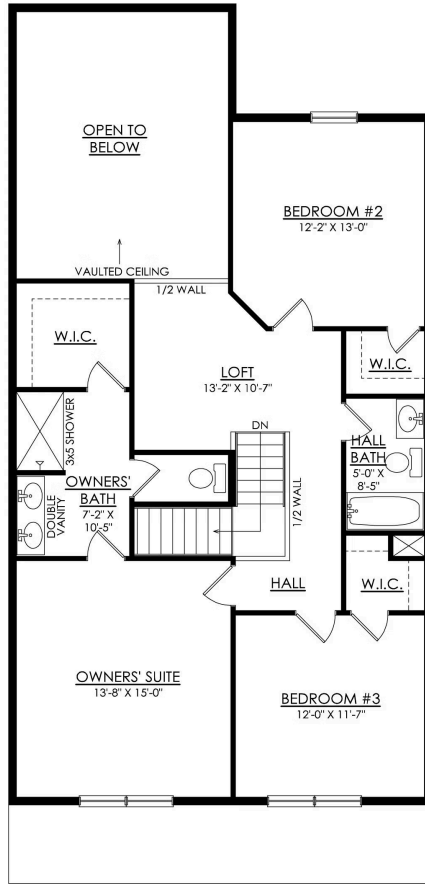 OPEN TO
BELOW
BEDROOM #2
12'-2" X 13'-0"
VAULTED CEILING
1/2 WALL
W.I.C.
W.I.C.
LOFT
13'-2" X 10'-7"
3x5 SHOWER
DN
HALL
BATH
5'-0" X
8'-5"
OWNERS'
BATH
7'-2" X
10'-5"
DOUBLE
VANITY
1/2 WALL
HALL
W.I.C.
OWNERS' SUITE
13'-8" X 15'-0"
BEDROOM #3
12'-0" X 11'-7"